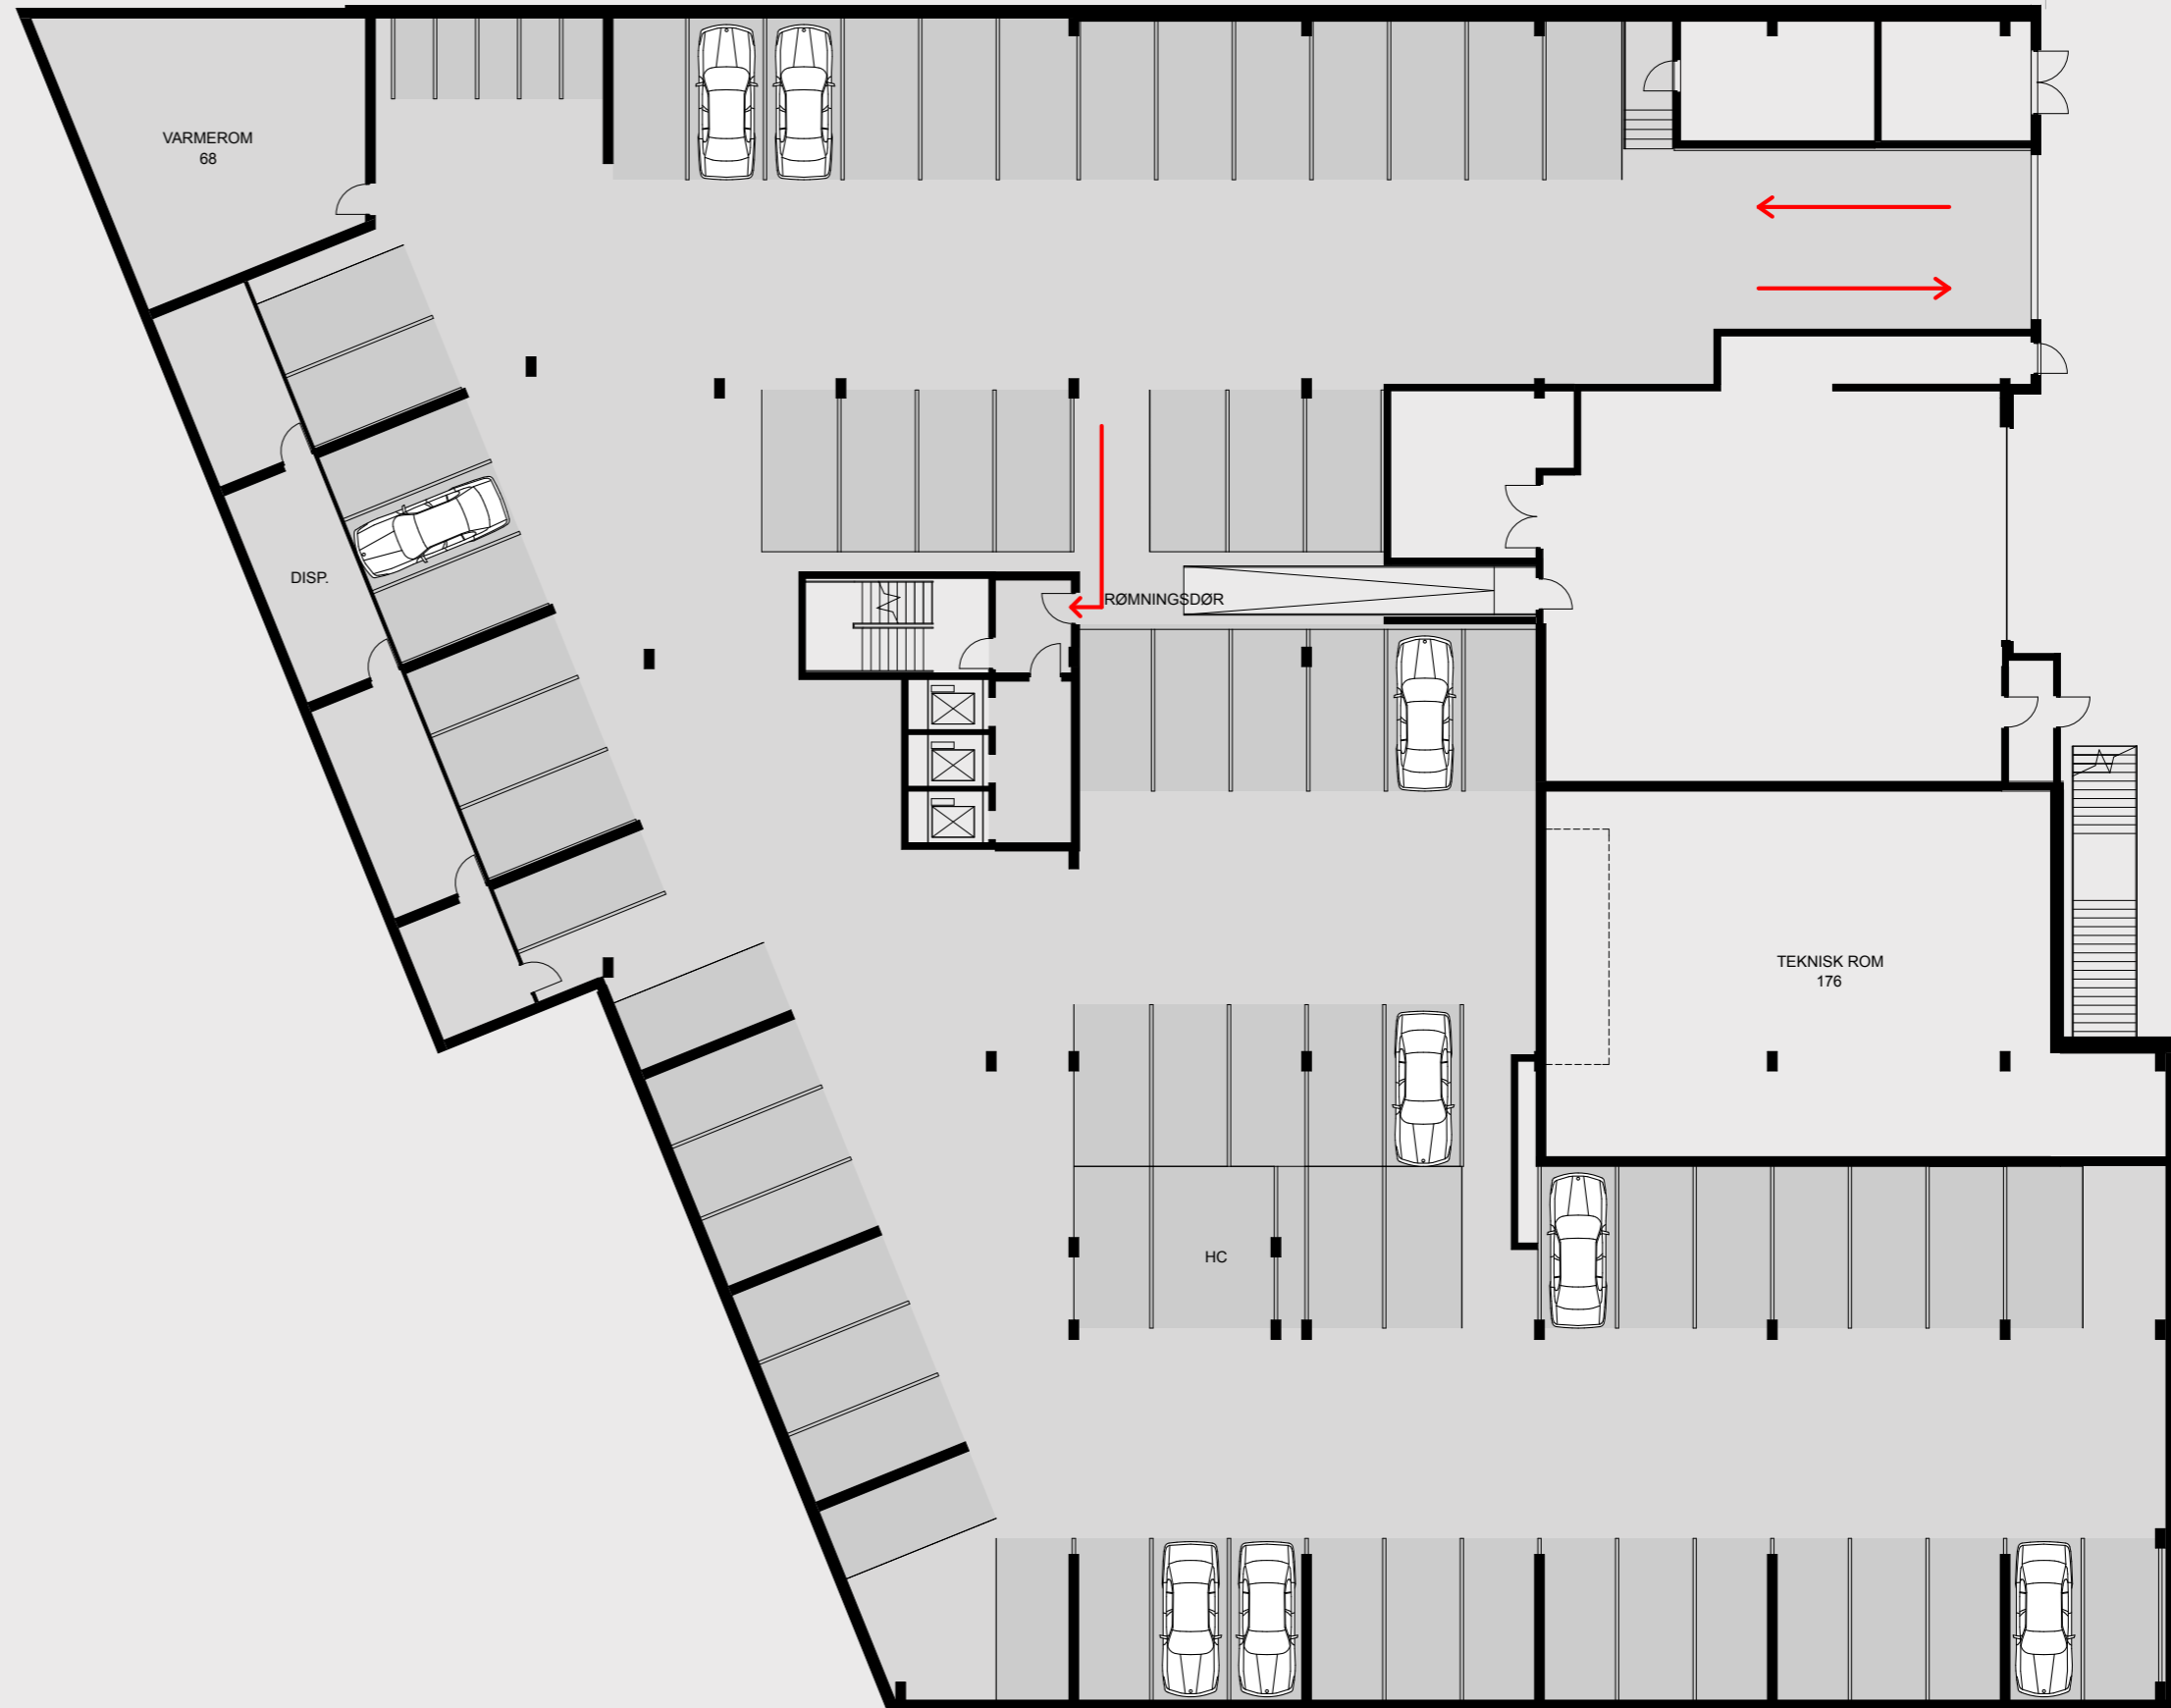 VARMEROM
68
DISP.
RØMNINGSDØR
TEKNISK ROM
176
HC